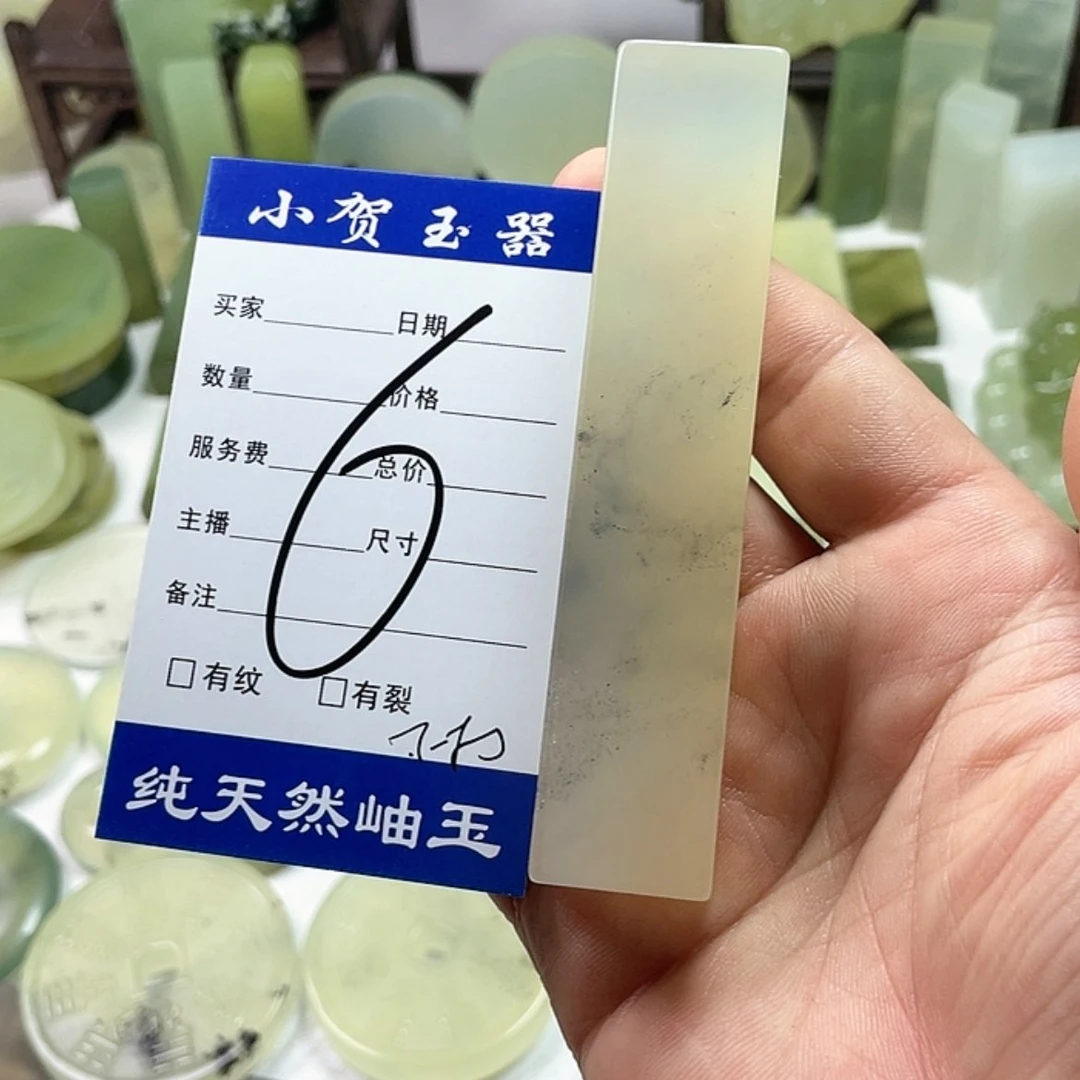 小贺玉器
买家 日期
数量 价格
服务费 总价
主播 尺寸
备注
6
□有纹 □有裂
纯天然岫玉